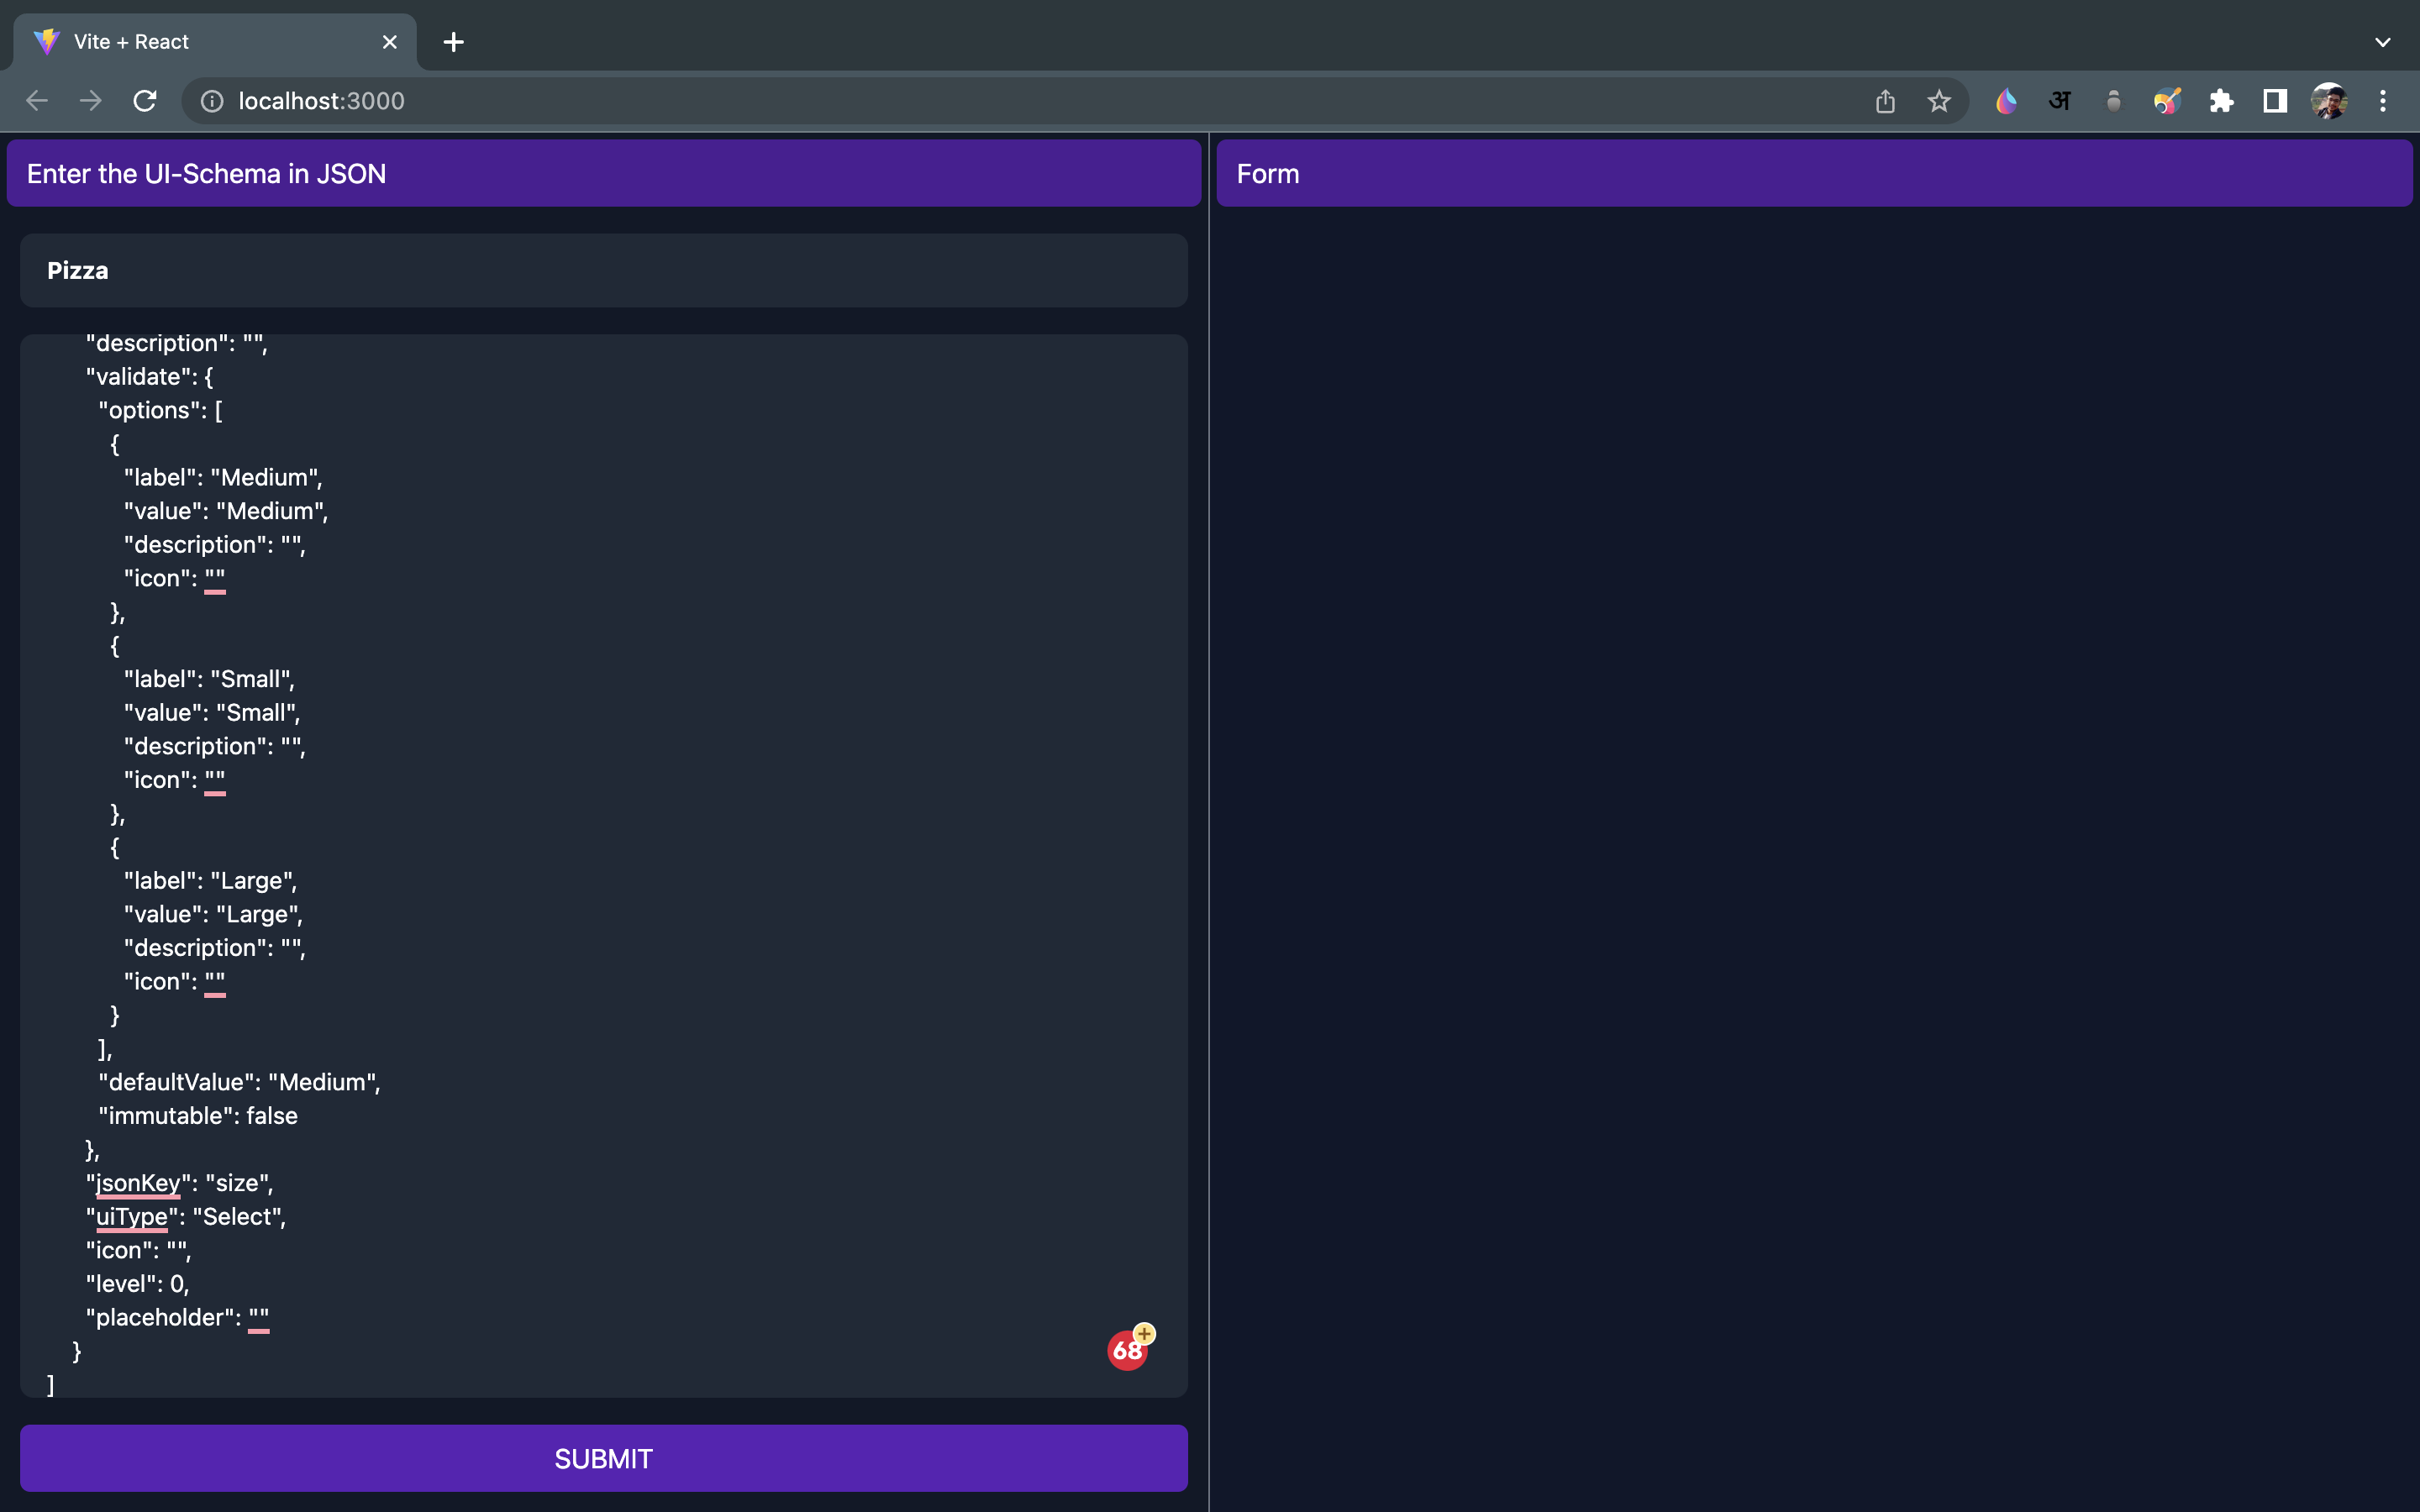 Vite + React
localhost:3000
अ
Enter the UI-Schema in JSON
Form
Pizza
"description": "",
"validate": {
"options": [
{
"label": "Medium",
"value": "Medium",
"description": "",
"icon": ""
},
{
"label": "Small",
"value": "Small",
"description": "",
"icon": ""
},
{
"label": "Large",
"value": "Large",
"description": "",
"icon": ""
}
],
"defaultValue": "Medium",
"immutable": false
},
"jsonKey": "size",
"uiType": "Select",
"icon": "",
"level": 0,
"placeholder": ""
}
]
68
SUBMIT